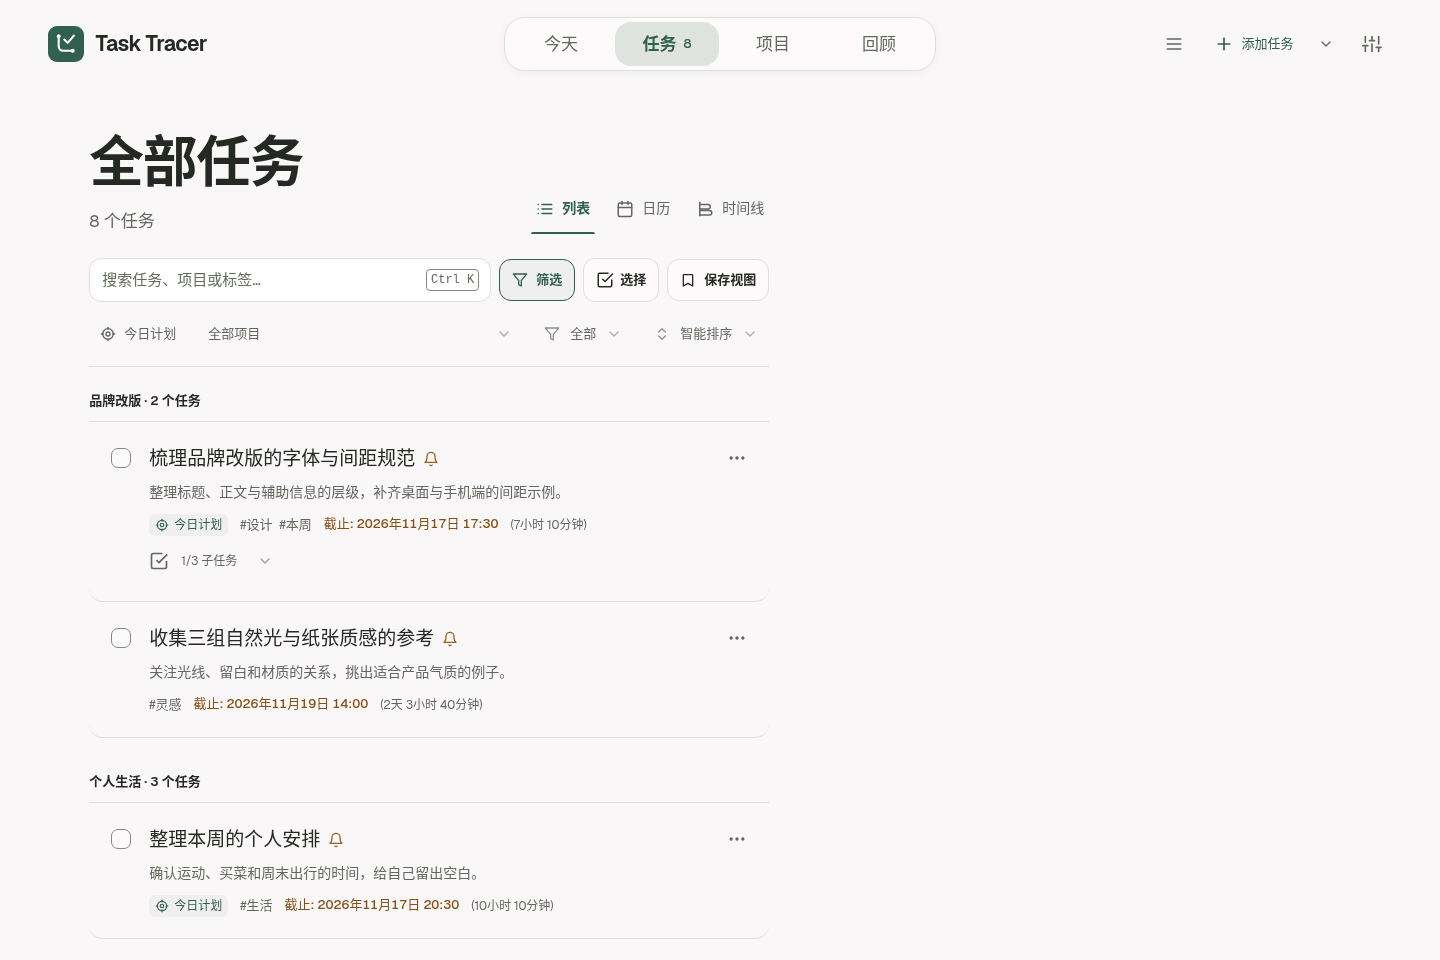 Task Tracer
今天
任务 8
项目
回顾
添加任务
全部任务
8 个任务
列表
日历
时间线
搜索任务、项目或标签...
Ctrl K
筛选
选择
保存视图
今日计划
全部项目
全部
智能排序
品牌改版 · 2 个任务
梳理品牌改版的字体与间距规范
整理标题、正文与辅助信息的层级，补齐桌面与手机端的间距示例。
今日计划 #设计 #本周 截止: 2026年11月17日 17:30 (7小时 10分钟)
1/3 子任务
收集三组自然光与纸张质感的参考
关注光线、留白和材质的关系，挑出适合产品气质的例子。
#灵感 截止: 2026年11月19日 14:00 (2天 3小时 40分钟)
个人生活 · 3 个任务
整理本周的个人安排
确认运动、买菜和周末出行的时间，给自己留出空白。
今日计划 #生活 截止: 2026年11月17日 20:30 (10小时 10分钟)